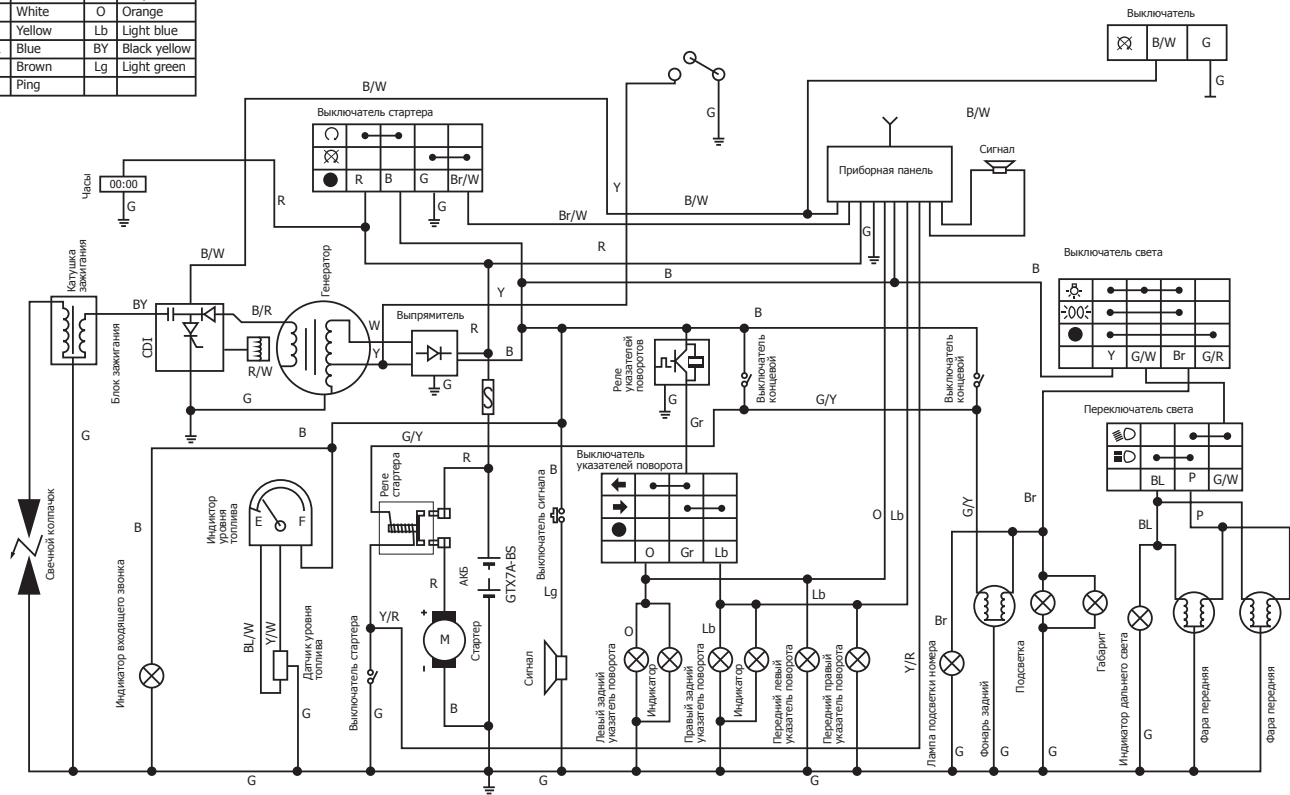 White O Orange
Yellow Lb Light blue
Blue BY Black yellow
Brown Lg Light green
Ping
Выключатель
B/W G
G
B/W
Выключатель стартера
R B G Br/W
G
B/W
Приборная панель
Сигнал
Часы
00:00
G
R
G
Y
B/W
Br/W
R
G
B
B
Выключатель света
Y G/W Br G/R
Катушка
зажигания
B/W
Генератор
BY
B/R
CDI
Блок зажигания
R/W
W
Y
Выпрямитель
G
R
Y
B
B
Реле
указателей
поворотов
G
Gr
Выключатель
концевой
Выключатель
концевой
G/Y
G
G
B
G/Y
R
Переключатель света
BL P G/W
Выключатель
указателей поворота
O Gr Lb
Индиктор
уровня
топлива
E F
Реле
стартера
B
Выключатель сигнала
Lg
O Lb
G/Y
Br
BL
P
Свечной колпачок
B
Индикатор входящего звонка
BL/W
Y/W
Датчик уровня
топлива
G
R
АКБ
GTX7A-BS
Y/R
M
+
-
Стартер
B
Выключатель стартера
G
Сигнал
O
Lb
Lb
Левый задний
указатель поворота
Индикатор
Правый задний
указатель поворота
Индикатор
Передний левый
указатель поворота
Передний правый
указатель поворота
Y/R
Br
Лампа подсветки номера
G
Фонарь задний
G
Подсветка
G
Габарит
Индикатор дальнего света
G
Фара передняя
Фара передняя
G
G
G